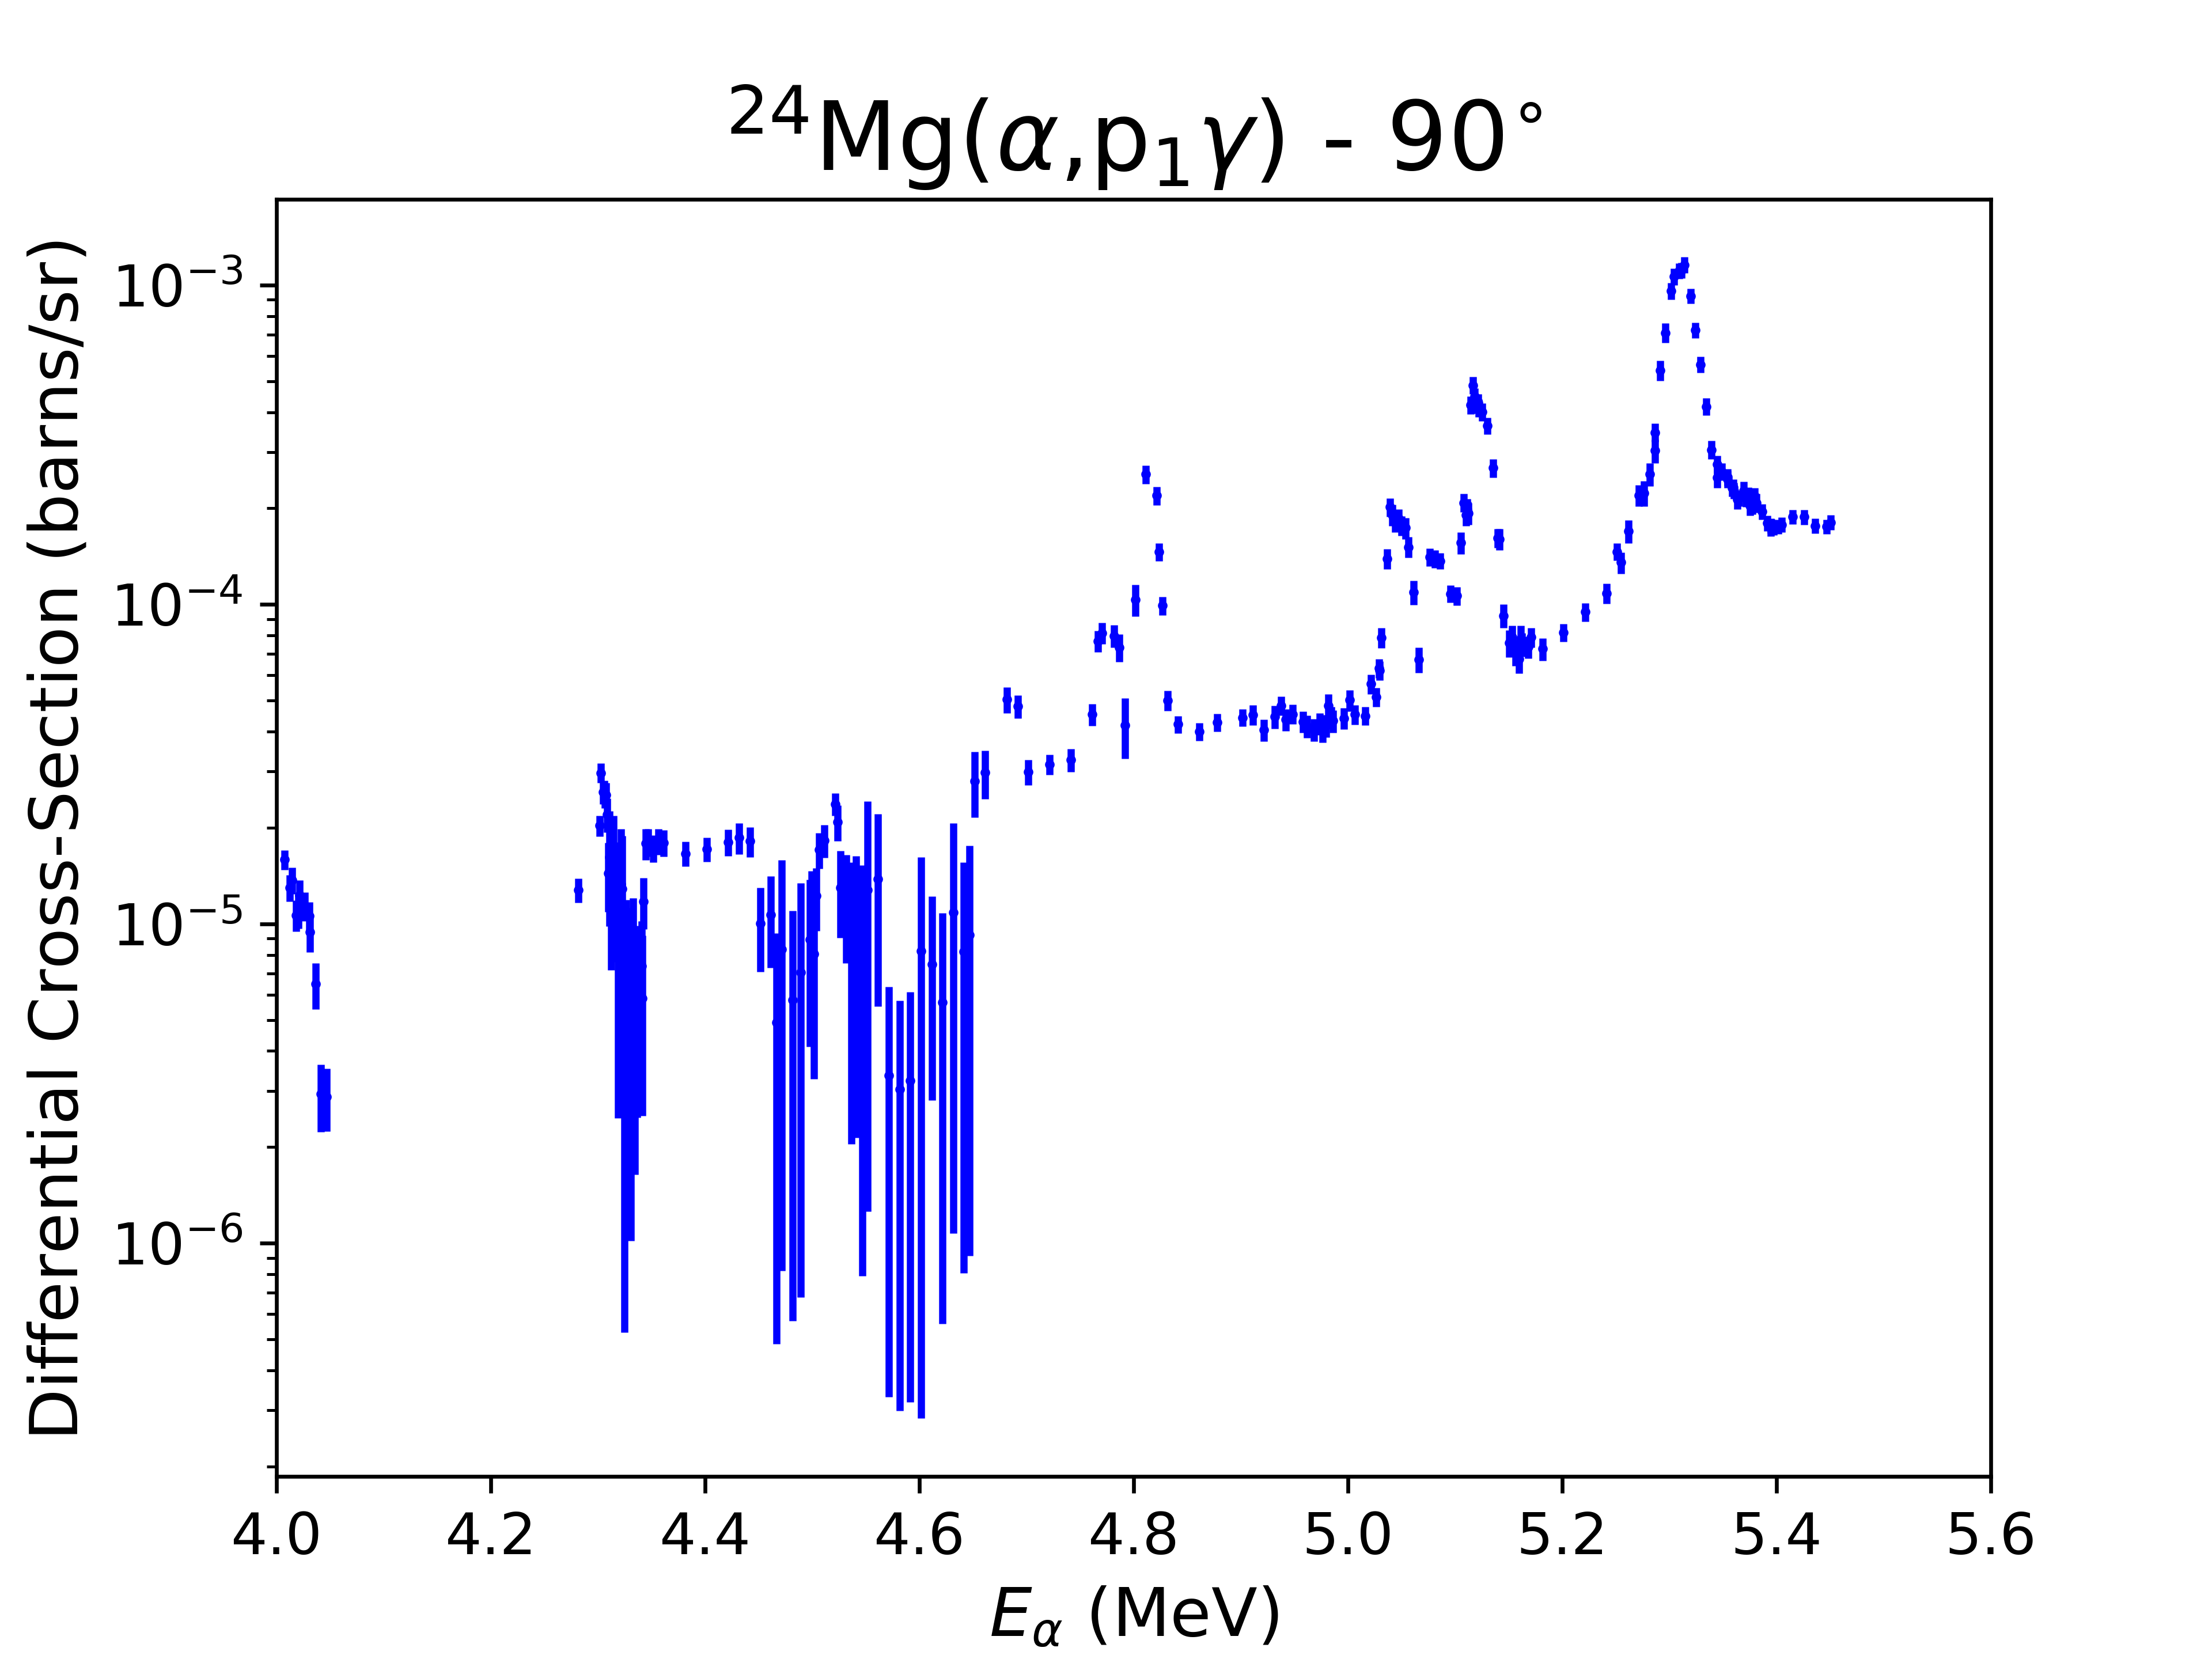 ²⁴Mg(α,p₁γ) - 90°
Differential Cross-Section (barns/sr)
10⁻³
10⁻⁴
10⁻⁵
10⁻⁶
4.0 4.2 4.4 4.6 4.8 5.0 5.2 5.4 5.6
Eα (MeV)